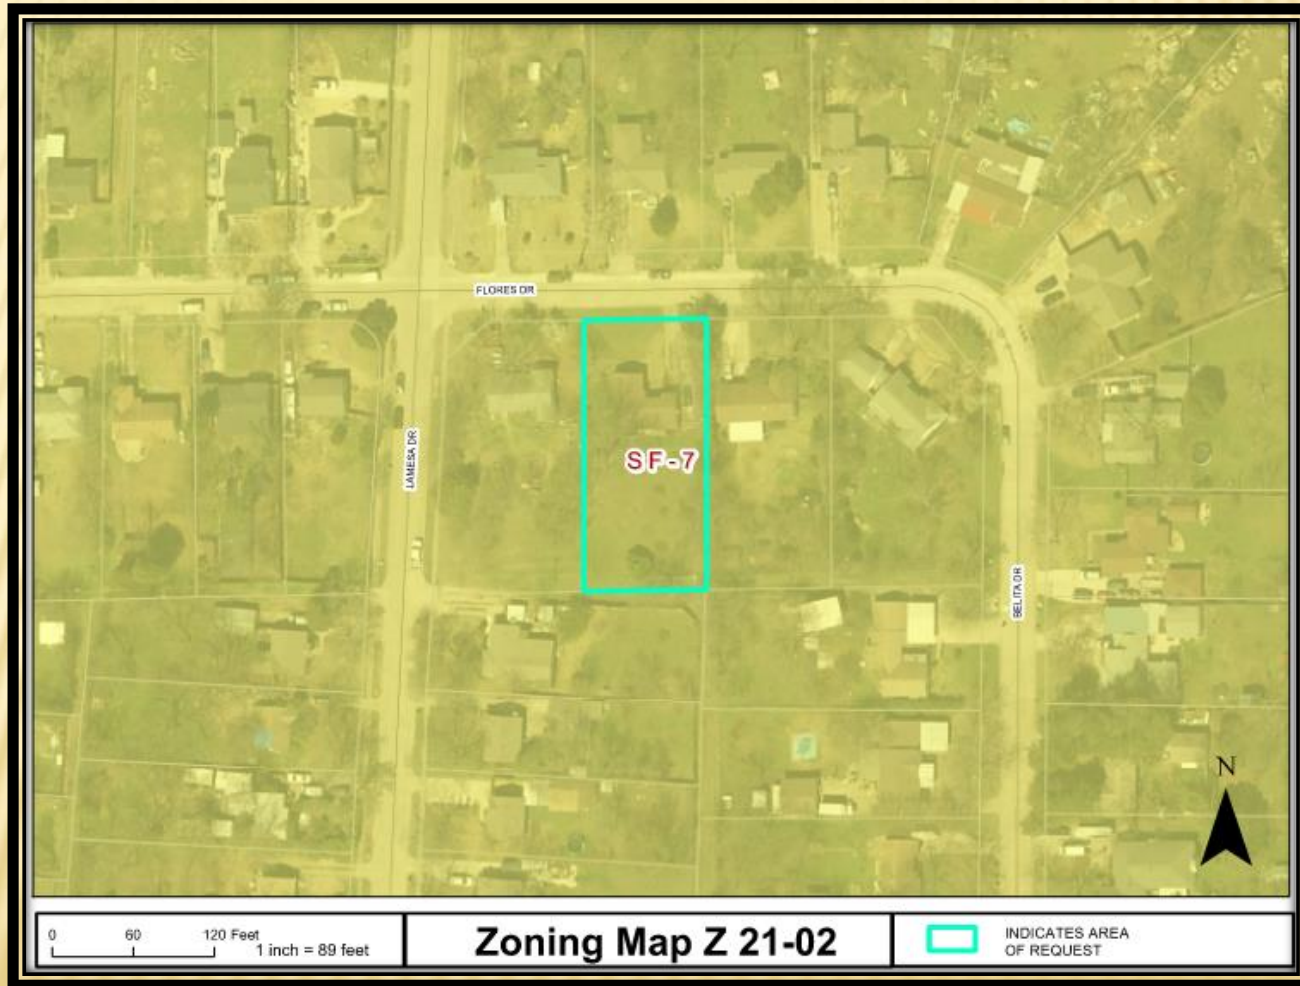 FLORES DR
LAMESA DR
SF-7
BELITA DR
N
0 60 120 Feet
1 inch = 89 feet
Zoning Map Z 21-02
INDICATES AREA
OF REQUEST